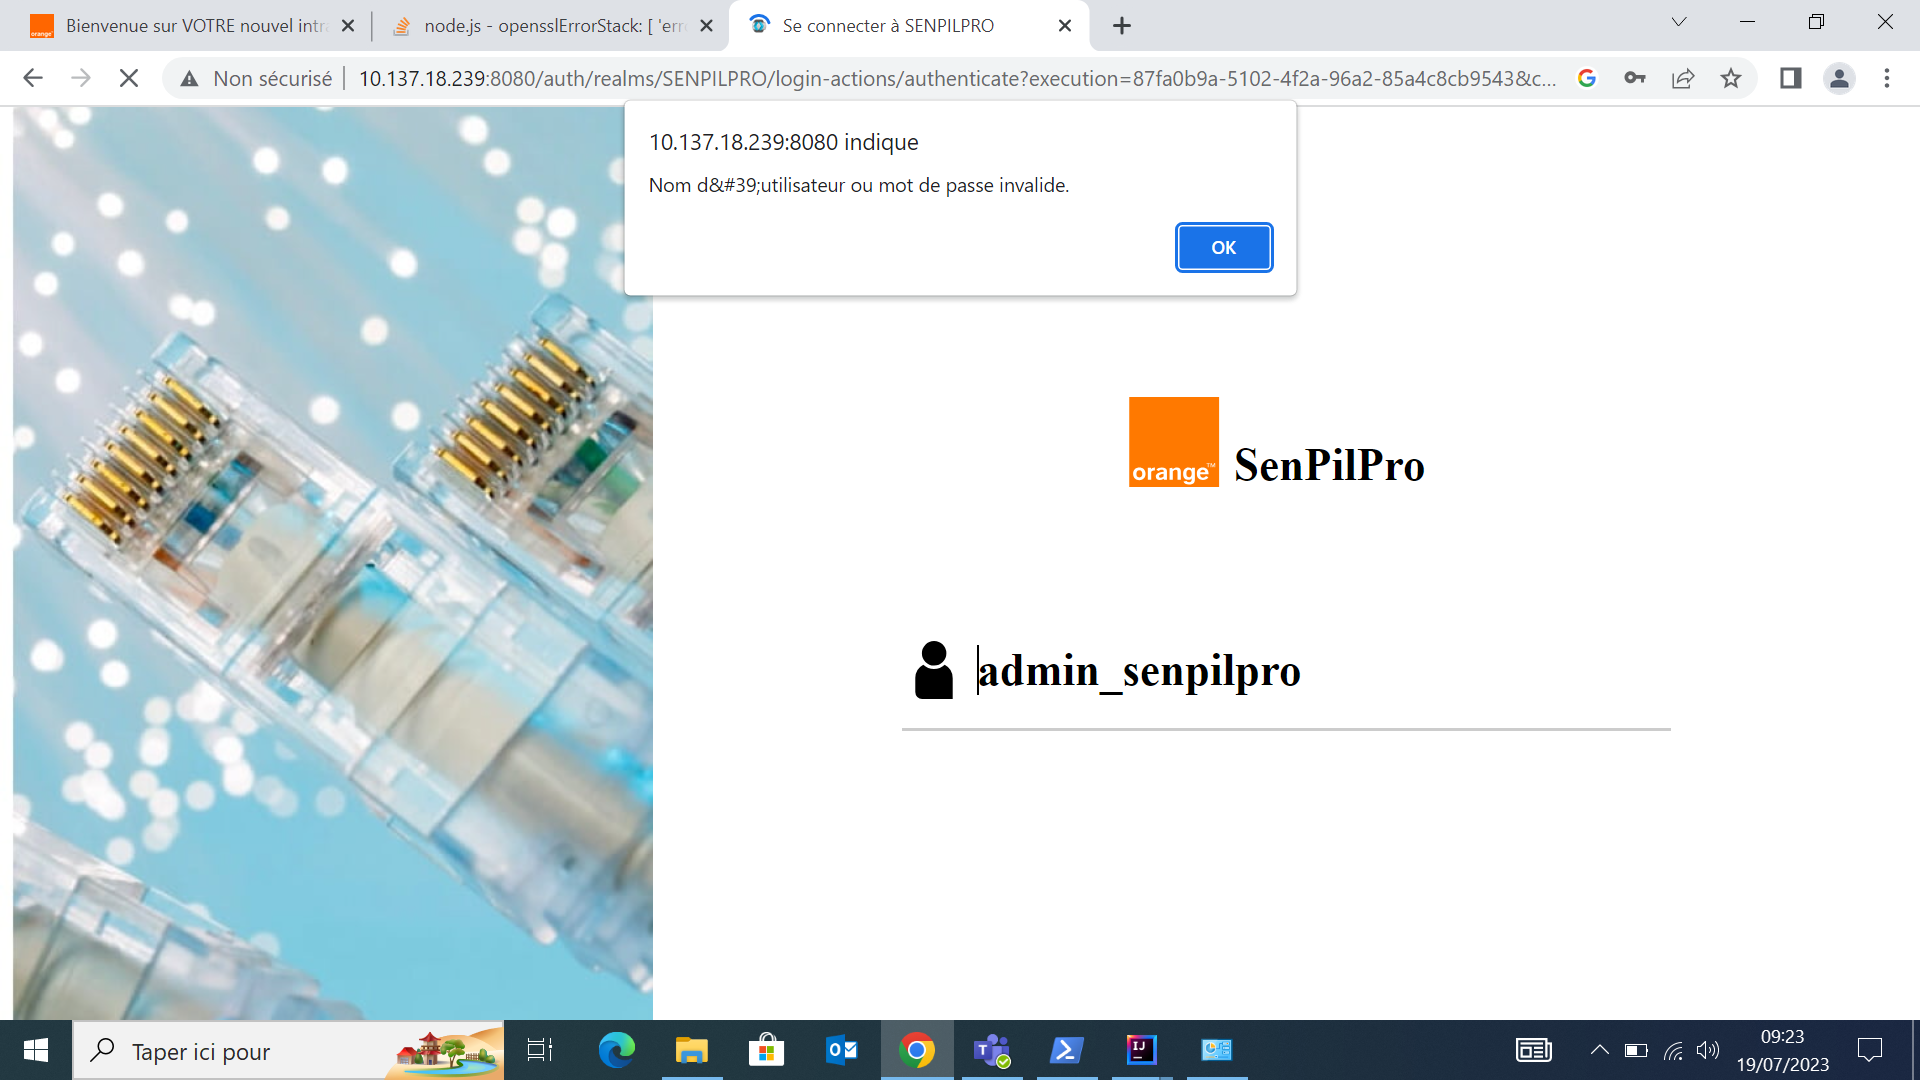 Bienvenue sur VOTRE nouvel intr
node.js - opensslErrorStack: [ 'erro
Se connecter à SENPILPRO
Non sécurisé
10.137.18.239:8080/auth/realms/SENPILPRO/login-actions/authenticate?execution=87fa0b9a-5102-4f2a-96a2-85a4c8cb9543&c...
10.137.18.239:8080 indique
Nom d&#39;utilisateur ou mot de passe invalide.
OK
orange™
SenPilPro
admin_senpilpro
Taper ici pour
09:23
19/07/2023